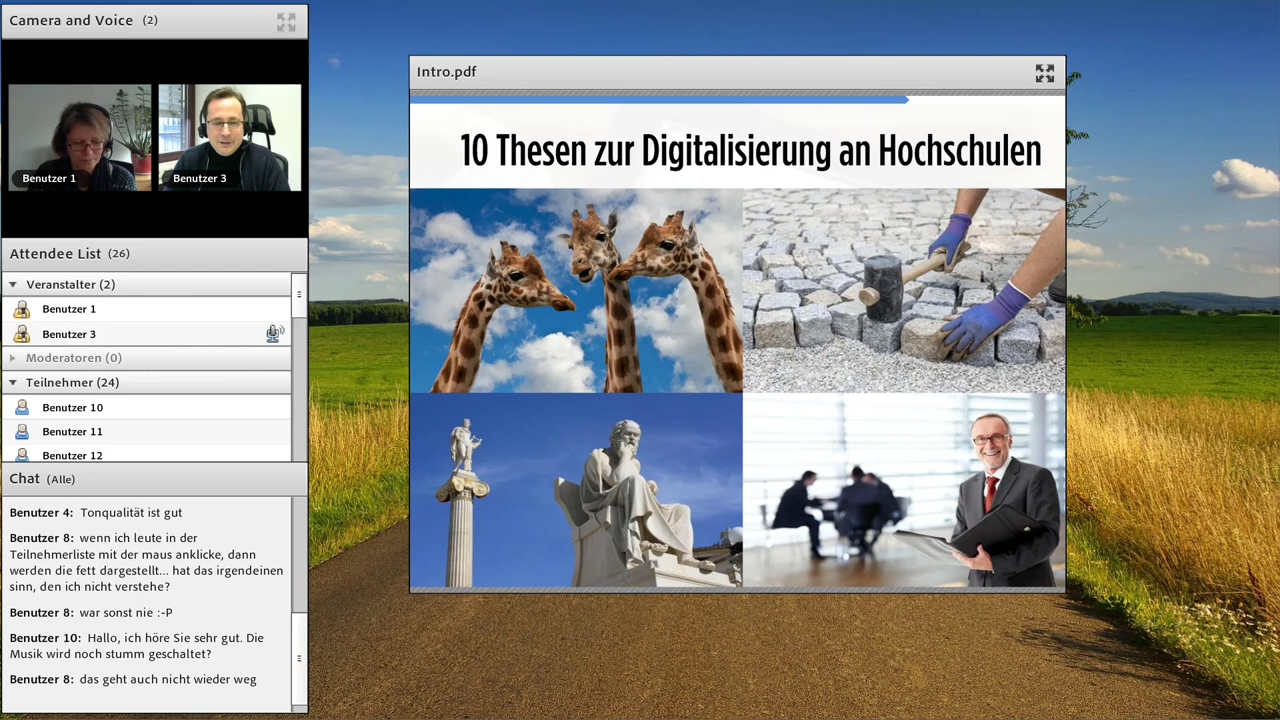 Camera and Voice (2)
Benutzer 1
Benutzer 3
Attendee List (26)
Veranstalter (2)
Benutzer 1
Benutzer 3
Moderatoren (0)
Teilnehmer (24)
Benutzer 10
Benutzer 11
Benutzer 12
Chat (Alle)
Benutzer 4: Tonqualität ist gut
Benutzer 8: wenn ich leute in der
Teilnehmerliste mit der maus anklicke, dann
werden die fett dargestellt... hat das irgendeinen
sinn, den ich nicht verstehe?
Benutzer 8: war sonst nie :-P
Benutzer 10: Hallo, ich höre Sie sehr gut. Die
Musik wird noch stumm geschaltet?
Benutzer 8: das geht auch nicht wieder weg
Intro.pdf
10 Thesen zur Digitalisierung an Hochschulen